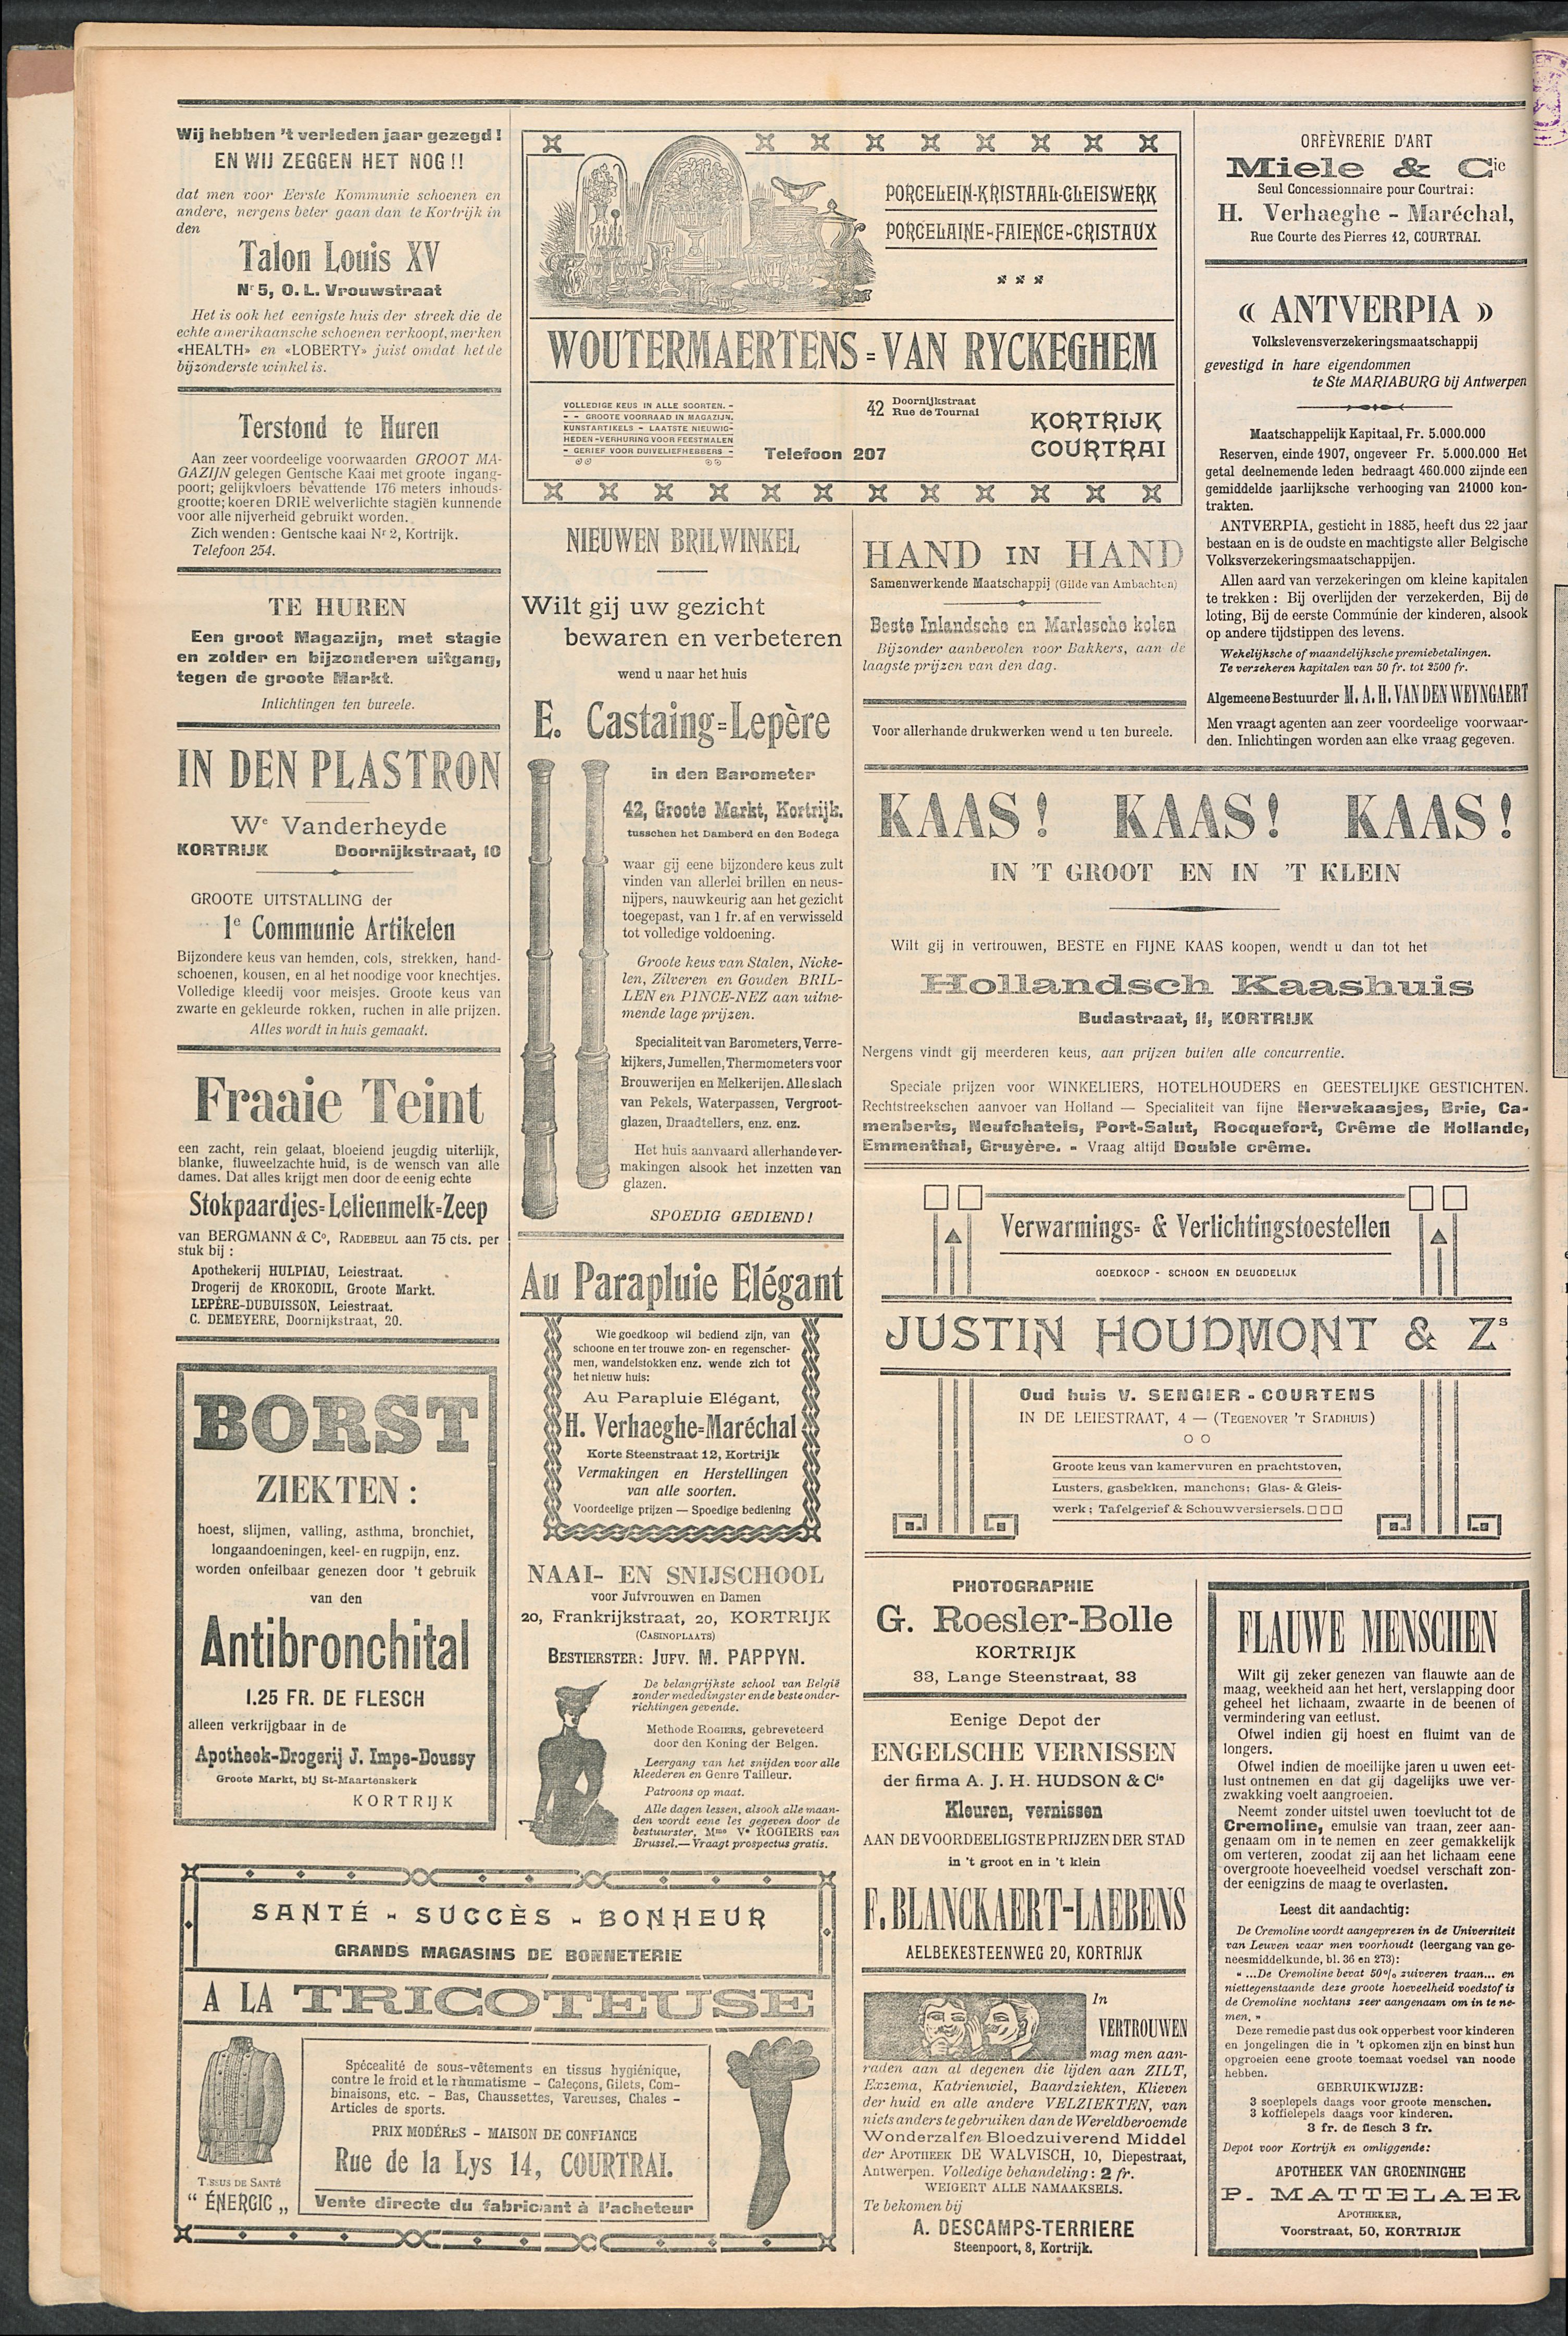 Wij hebben 't verleden jaar gezegd!
EN WIJ ZEGGEN HET NOG!!
dat men voor Eerste Kommunie schoenen en
andere, nergens beter gaan dan te Kortrijk in
den
Talon Louis XV
Nr 5, O. L. Vrouwstraat
Het is ook het eenigste huis der streek die de
echte amerikaansche schoenen verkoopt, merken
«HEALTH» en «LOBERTY» juist omdat het de
bijzonderste winkel is.
Terstond te Huren
Aan zeer voordeelige voorwaarden GROOT MA-
GAZIJN gelegen Gentsche Kaai met groote ingang-
poort; gelijkvloers bevattende 176 meters inhouds-
grootte; koeren DRIE welverlichte stagiën kunnende
voor alle nijverheid gebruikt worden.
Zich wenden: Gentsche kaai Nr 2, Kortrijk.
Telefoon 254.
TE HUREN
Een groot Magazijn, met stagie
en zolder en bijzonderen uitgang,
tegen de groote Markt.
Inlichtingen ten bureele.
IN DEN PLASTRON
We Vanderheyde
KORTRIJK Doornijkstraat, 10
GROOTE UITSTALLING der
1e Communie Artikelen
Bijzondere keus van hemden, cols, strekken, hand-
schoenen, kousen, en al het noodige voor knechtjes.
Volledige kleedij voor meisjes. Groote keus van
zwarte en gekleurde rokken, ruchen in alle prijzen.
Alles wordt in huis gemaakt.
Fraaie Teint
een zacht, rein gelaat, bloeiend jeugdig uiterlijk,
blanke, fluweelzachte huid, is de wensch van alle
dames. Dat alles krijgt men door de eenig echte
Stokpaardjes=Lelienmelk=Zeep
van BERGMANN & Co, RADEBEUL aan 75 cts. per
stuk bij:
Apothekerij HULPIAU, Leiestraat.
Drogerij de KROKODIL, Groote Markt.
LEPÈRE-DUBUISSON, Leiestraat.
C. DEMEYERE, Doornijkstraat, 20.
BORST
ZIEKTEN:
hoest, slijmen, valling, asthma, bronchiet,
longaandoeningen, keel- en rugpijn, enz.
worden onfeilbaar genezen door 't gebruik
van den
Antibronchital
1.25 FR. DE FLESCH
alleen verkrijgbaar in de
Apotheek-Drogerij J. Impe-Doussy
Groote Markt, bij St-Maartenskerk
KORTRIJK
PORCELEIN-KRISTAAL-GLEISWERK
PORCELAINE-FAIENCE-CRISTAUX
WOUTERMAERTENS=VAN RYCKEGHEM
VOLLEDIGE KEUS IN ALLE SOORTEN. -
- - GROOTE VOORRAAD IN MAGAZIJN.
KUNSTARTIKELS - LAATSTE NIEUWIG-
HEDEN - VERHURING VOOR FEESTMALEN
- GERIEF VOOR DUIVELIEFHEBBERS -
42 Doornijkstraat
Rue de Tournai
Telefoon 207
KORTRIJK
COURTRAI
NIEUWEN BRILWINKEL
Wilt gij uw gezicht
bewaren en verbeteren
wend u naar het huis
E. Castaing=Lepère
in den Barometer
42, Groote Markt, Kortrijk.
tusschen het Damberd en den Bodega
waar gij eene bijzondere keus zult
vinden van allerlei brillen en neus-
nijpers, nauwkeurig aan het gezicht
toegepast, van 1 fr. af en verwisseld
tot volledige voldoening.
Groote keus van Stalen, Nicke-
len, Zilveren en Gouden BRIL-
LEN en PINCE-NEZ aan uitne-
mende lage prijzen.
Specialiteit van Barometers, Verre-
kijkers, Jumellen, Thermometers voor
Brouwerijen en Melkerijen. Alle slach
van Pekels, Waterpassen, Vergroot-
glazen, Draadtellers, enz. enz.
Het huis aanvaard allerhande ver-
makingen alsook het inzetten van
glazen.
SPOEDIG GEDIEND!
Au Parapluie Elégant
Wie goedkoop wil bediend zijn, van
schoone en ter trouwe zon- en regenscher-
men, wandelstokken enz. wende zich tot
het nieuw huis:
Au Parapluie Elégant,
H. Verhaeghe=Maréchal
Korte Steenstraat 12, Kortrijk
Vermakingen en Herstellingen
van alle soorten.
Voordeelige prijzen — Spoedige bediening
NAAI- EN SNIJSCHOOL
voor Jufvrouwen en Damen
20, Frankrijkstraat, 20, KORTRIJK
(CASINOPLAATS)
BESTIERSTER: JUFV. M. PAPPYN.
De belangrijkste school van België
zonder mededingster en de beste onder-
richtingen gevende.
Methode ROGIERS, gebreveteerd
door den Koning der Belgen.
Leergang van het snijden voor alle
kleederen en Genre Tailleur.
Patroons op maat.
Alle dagen lessen, alsook alle maan-
den wordt eene les gegeven door de
bestuurster, Mme Ve ROGIERS van
Brussel. — Vraagt prospectus gratis.
SANTÉ - SUCCÈS - BONHEUR
GRANDS MAGASINS DE BONNETERIE
A LA TRICOTEUSE
TISSUS DE SANTÉ
“ ÉNERGIC „
Spécealité de sous-vêtements en tissus hygiénique,
contre le froid et le rhumatisme - Caleçons, Gilets, Com-
binaisons, etc. - Bas, Chaussettes, Vareuses, Chales -
Articles de sports.
PRIX MODÉRÉS - MAISON DE CONFIANCE
Rue de la Lys 14, COURTRAI.
Vente directe du fabricant à l'acheteur
ORFÈVRERIE D'ART
Miele & Cie
Seul Concessionnaire pour Courtrai:
H. Verhaeghe - Maréchal,
Rue Courte des Pierres 12, COURTRAI.
« ANTVERPIA »
Volkslevensverzekeringsmaatschappij
gevestigd in hare eigendommen
te Ste MARIABURG bij Antwerpen
Maatschappelijk Kapitaal, Fr. 5.000.000
Reserven, einde 1907, ongeveer Fr. 5.000.000 Het
getal deelnemende leden bedraagt 460.000 zijnde een
gemiddelde jaarlijksche verhooging van 21000 kon-
trakten.
ANTVERPIA, gesticht in 1885, heeft dus 22 jaar
bestaan en is de oudste en machtigste aller Belgische
Volksverzekeringsmaatschappijen.
Allen aard van verzekeringen om kleine kapitalen
te trekken: Bij overlijden der verzekerden, Bij de
loting, Bij de eerste Commúnie der kinderen, alsook
op andere tijdstippen des levens.
Wekelijksche of maandelijksche premiebetalingen.
Te verzekeren kapitalen van 50 fr. tot 2500 fr.
Algemeene Bestuurder M. A. H. VAN DEN WEYNGAERT
Men vraagt agenten aan zeer voordeelige voorwaar-
den. Inlichtingen worden aan elke vraag gegeven.
HAND IN HAND
Samenwerkende Maatschappij (Gilde van Ambachten)
Beste Inlandsche en Marlesche kolen
Bijzonder aanbevolen voor Bakkers, aan de
laagste prijzen van den dag.
Voor allerhande drukwerken wend u ten bureele.
KAAS! KAAS! KAAS!
IN 'T GROOT EN IN 'T KLEIN
Wilt gij in vertrouwen, BESTE en FIJNE KAAS koopen, wendt u dan tot het
Hollandsch Kaashuis
Budastraat, 11, KORTRIJK
Nergens vindt gij meerderen keus, aan prijzen buiten alle concurrentie.
Speciale prijzen voor WINKELIERS, HOTELHOUDERS en GEESTELIJKE GESTICHTEN.
Rechtstreekschen aanvoer van Holland — Specialiteit van fijne Hervekaasjes, Brie, Ca-
menberts, Neufchatels, Port-Salut, Rocquefort, Crême de Hollande,
Emmenthal, Gruyère. - Vraag altijd Double crême.
Verwarmings= & Verlichtingstoestellen
GOEDKOOP - SCHOON EN DEUGDELIJK
JUSTIN HOUDMONT & Zs
Oud huis V. SENGIER - COURTENS
IN DE LEIESTRAAT, 4 — (TEGENOVER 'T STADHUIS)
Groote keus van kamervuren en prachtstoven,
Lusters, gasbekken, manchons; Glas- & Gleis-
werk; Tafelgerief & Schouwversiersels.
PHOTOGRAPHIE
G. Roesler-Bolle
KORTRIJK
33, Lange Steenstraat, 33
Eenige Depot der
ENGELSCHE VERNISSEN
der firma A. J. H. HUDSON & Cie
Kleuren, vernissen
AAN DE VOORDEELIGSTE PRIJZEN DER STAD
in 't groot en in 't klein
F. BLANCKAERT-LAEBENS
AELBEKESTEENWEG 20, KORTRIJK
In
VERTROUWEN
mag men aan-
raden aan al degenen die lijden aan ZILT,
Exzema, Katrienwiel, Baardziekten, Klieven
der huid en alle andere VELZIEKTEN, van
niets anders te gebruiken dan de Wereldberoemde
Wonderzalf en Bloedzuiverend Middel
der APOTHEEK DE WALVISCH, 10, Diepestraat,
Antwerpen. Volledige behandeling: 2 fr.
WEIGERT ALLE NAMAAKSELS.
Te bekomen bij
A. DESCAMPS-TERRIERE
Steenpoort, 8, Kortrijk.
FLAUWE MENSCHEN
Wilt gij zeker genezen van flauwte aan de
maag, weekheid aan het hert, verslapping door
geheel het lichaam, zwaarte in de beenen of
vermindering van eetlust.
Ofwel indien gij hoest en fluimt van de
longers.
Ofwel indien de moeilijke jaren u uwen eet-
lust ontnemen en dat gij dagelijks uwe ver-
zwakking voelt aangroeien.
Neemt zonder uitstel uwen toevlucht tot de
Cremoline, emulsie van traan, zeer aan-
genaam om in te nemen en zeer gemakkelijk
om verteren, zoodat zij aan het lichaam eene
overgroote hoeveelheid voedsel verschaft zon-
der eenigzins de maag te overlasten.
Leest dit aandachtig:
De Cremoline wordt aangeprezen in de Universiteit
van Leuven waar men voorhoudt (leergang van ge-
neesmiddelkunde, bl. 36 en 273):
« ...De Cremoline bevat 50% zuiveren traan... en
niettegenstaande deze groote hoeveelheid voedstof is
de Cremoline nochtans zeer aangenaam om in te ne-
men. »
Deze remedie past dus ook opperbest voor kinderen
en jongelingen die in 't opkomen zijn en binst hun
opgroeien eene groote toemaat voedsel van noode
hebben.
GEBRUIKWIJZE:
3 soeplepels daags voor groote menschen.
3 koffielepels daags voor kinderen.
3 fr. de flesch 3 fr.
Depot voor Kortrijk en omliggende:
APOTHEEK VAN GROENINGHE
P. MATTELAER
APOTHEKER,
Voorstraat, 50, KORTRIJK